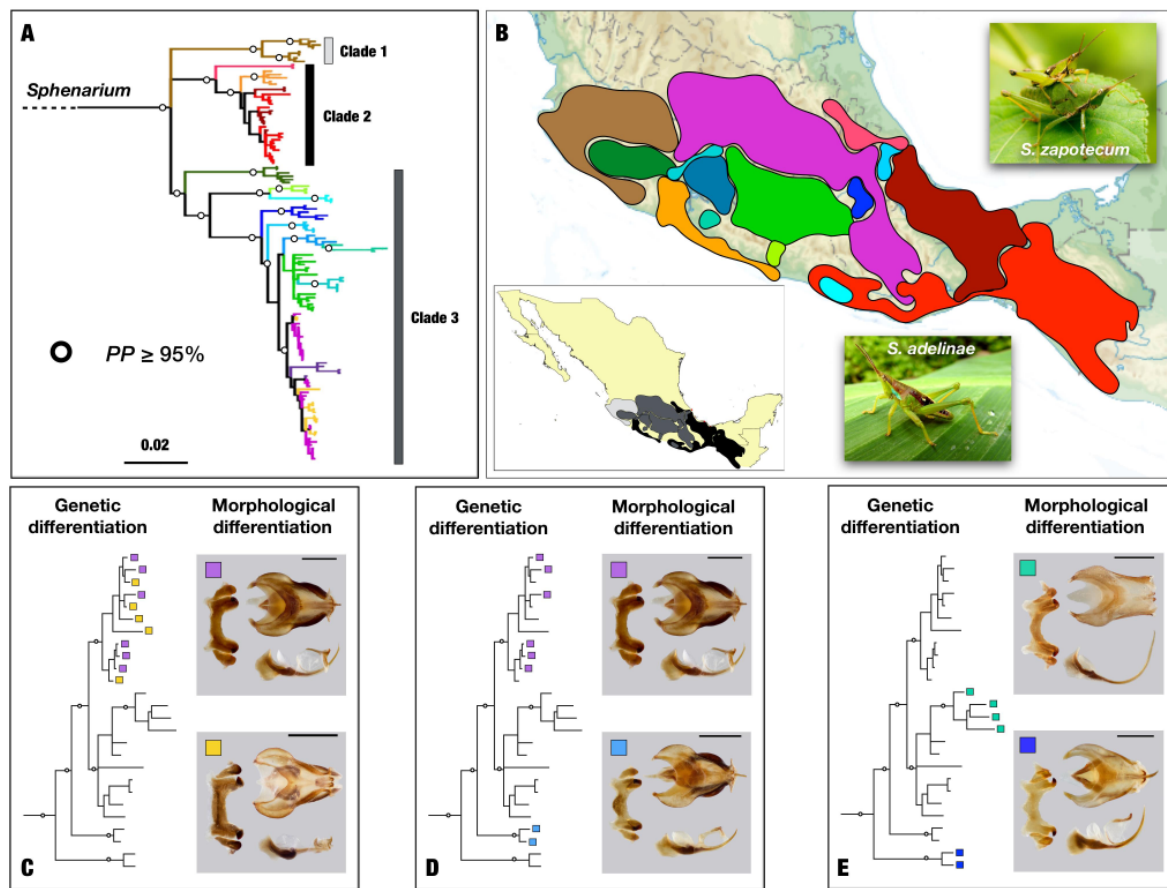 A
Sphenarium
Clade 1
Clade 2
Clade 3
PP ≥ 95%
0.02
B
S. zapotecum
S. adelinae
Genetic
differentiation
Morphological
differentiation
C
Genetic
differentiation
Morphological
differentiation
D
Genetic
differentiation
Morphological
differentiation
E